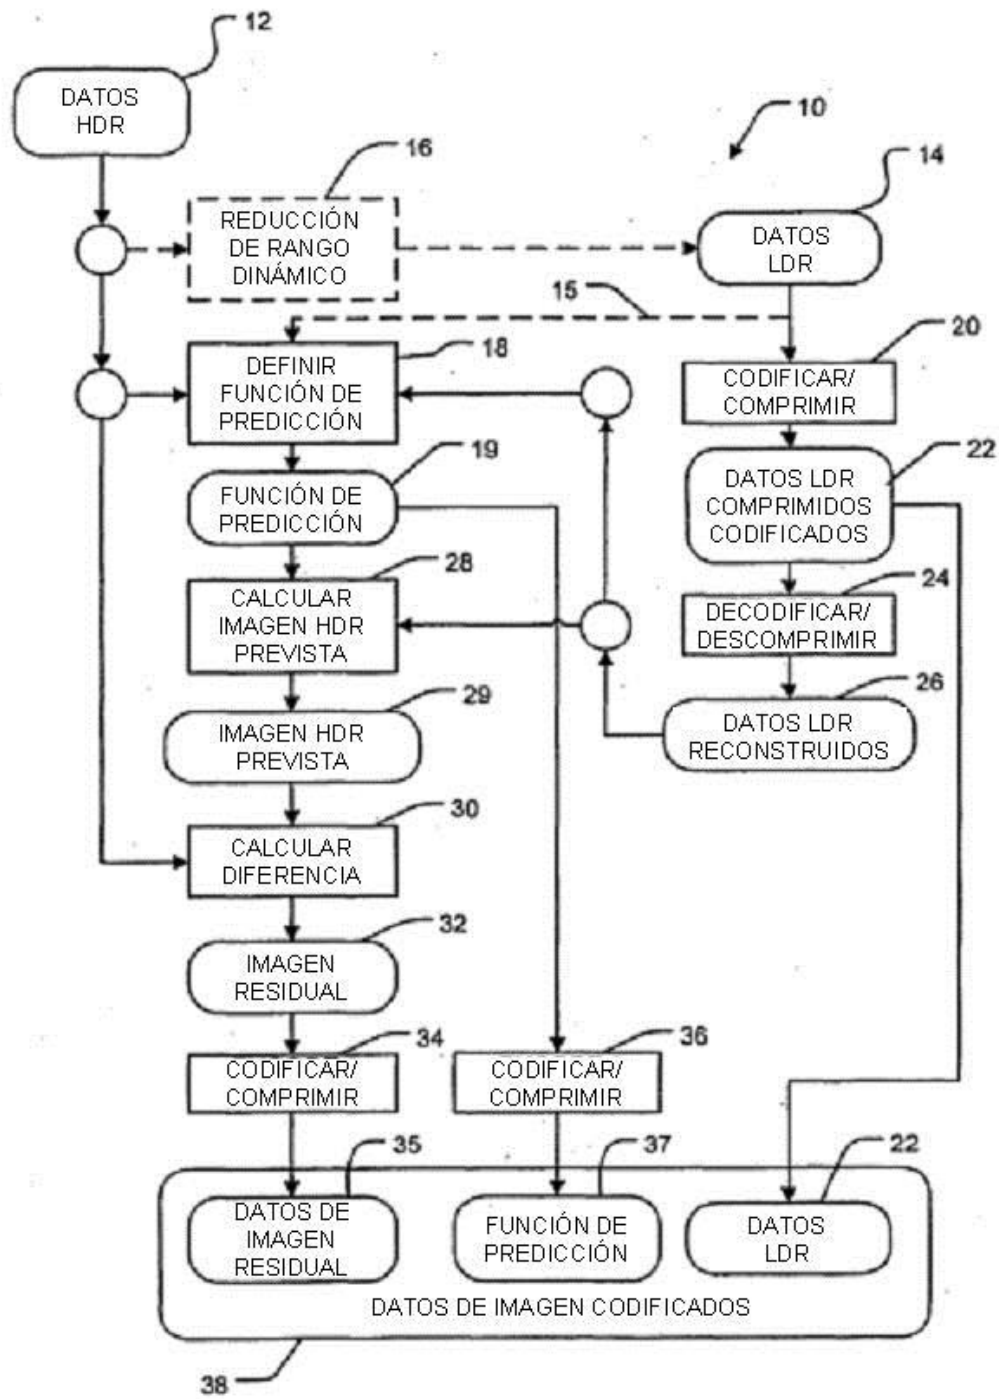 12
DATOS
HDR
10
16
14
REDUCCIÓN
DE RANGO
DINÁMICO
DATOS
LDR
15
18
20
DEFINIR
FUNCIÓN DE
PREDICCIÓN
CODIFICAR/
COMPRIMIR
19
22
FUNCIÓN DE
PREDICCIÓN
DATOS LDR
COMPRIMIDOS
CODIFICADOS
28
24
CALCULAR
IMAGEN HDR
PREVISTA
DECODIFICAR/
DESCOMPRIMIR
29
26
IMAGEN HDR
PREVISTA
DATOS LDR
RECONSTRUIDOS
30
CALCULAR
DIFERENCIA
32
IMAGEN
RESIDUAL
34
36
CODIFICAR/
COMPRIMIR
CODIFICAR/
COMPRIMIR
35
37
22
DATOS DE
IMAGEN
RESIDUAL
FUNCIÓN DE
PREDICCIÓN
DATOS
LDR
DATOS DE IMAGEN CODIFICADOS
38